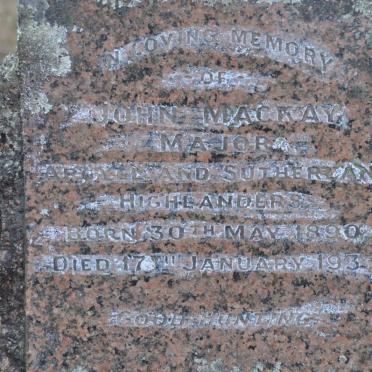 IN LOVING MEMORY
OF
JOHN MACKAY
MAJOR
ARGYLL AND SUTHERLAN
HIGHLANDERS
BORN 30TH MAY 1890
DIED 17TH JANUARY 193
GOOD HUNTING